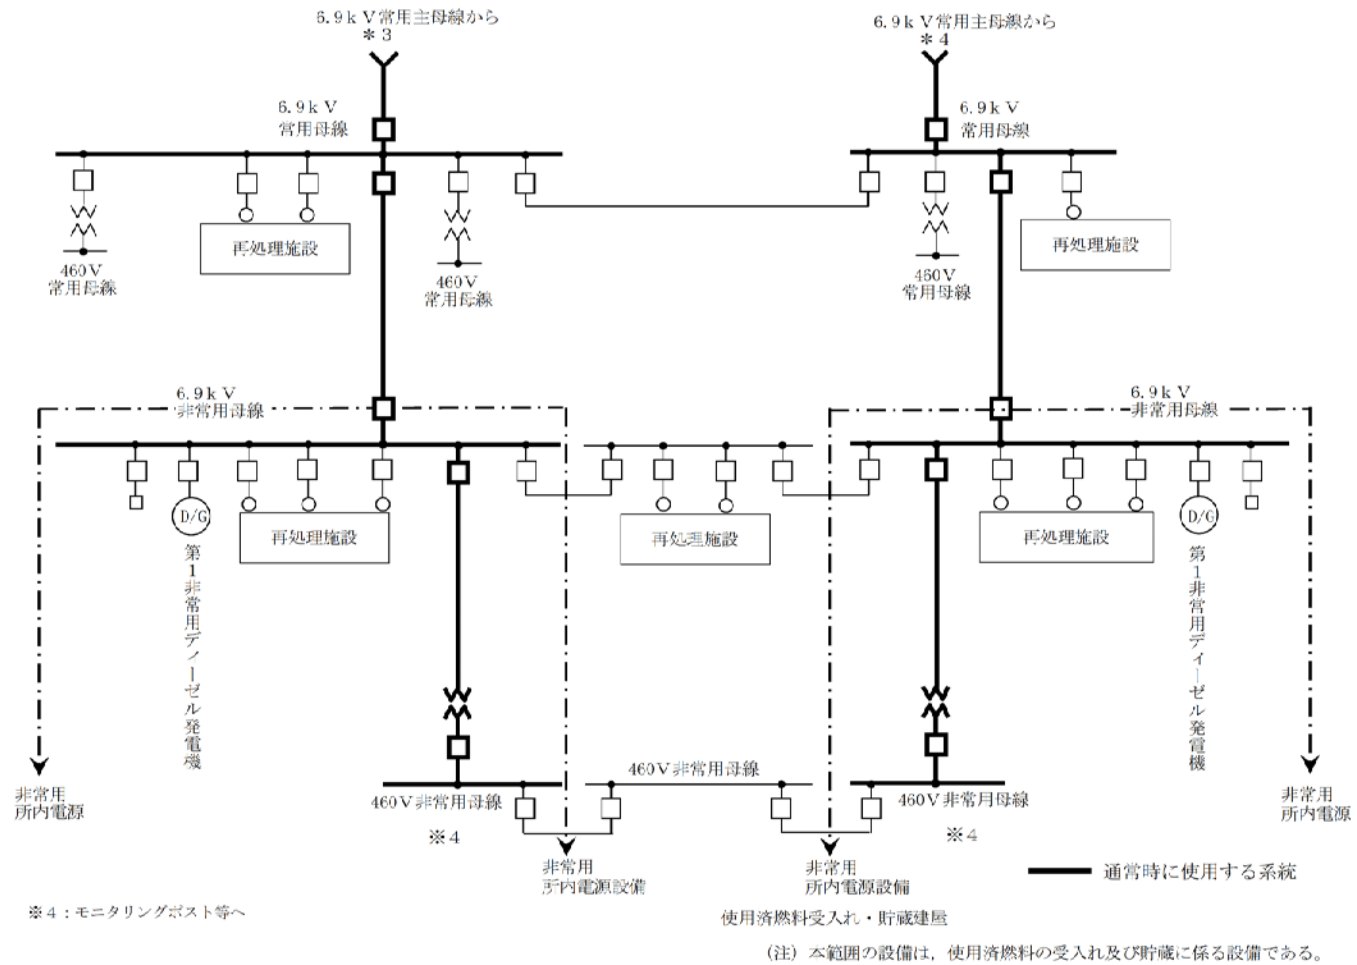 6.9kV常用主母線から
＊3
6.9kV常用主母線から
＊4
6.9kV
常用母線
6.9kV
常用母線
再処理施設
再処理施設
460V
常用母線
460V
常用母線
460V
常用母線
6.9kV
非常用母線
6.9kV
非常用母線
D/G
再処理施設
再処理施設
再処理施設
D/G
第1非常用ディーゼル発電機
第1非常用ディーゼル発電機
非常用
所内電源
460V非常用母線
460V非常用母線
460V非常用母線
非常用
所内電源
※4
※4
非常用
所内電源設備
非常用
所内電源設備
通常時に使用する系統
※4：モニタリングポスト等へ
使用済燃料受入れ・貯蔵建屋
(注) 本範囲の設備は，使用済燃料の受入れ及び貯蔵に係る設備である。